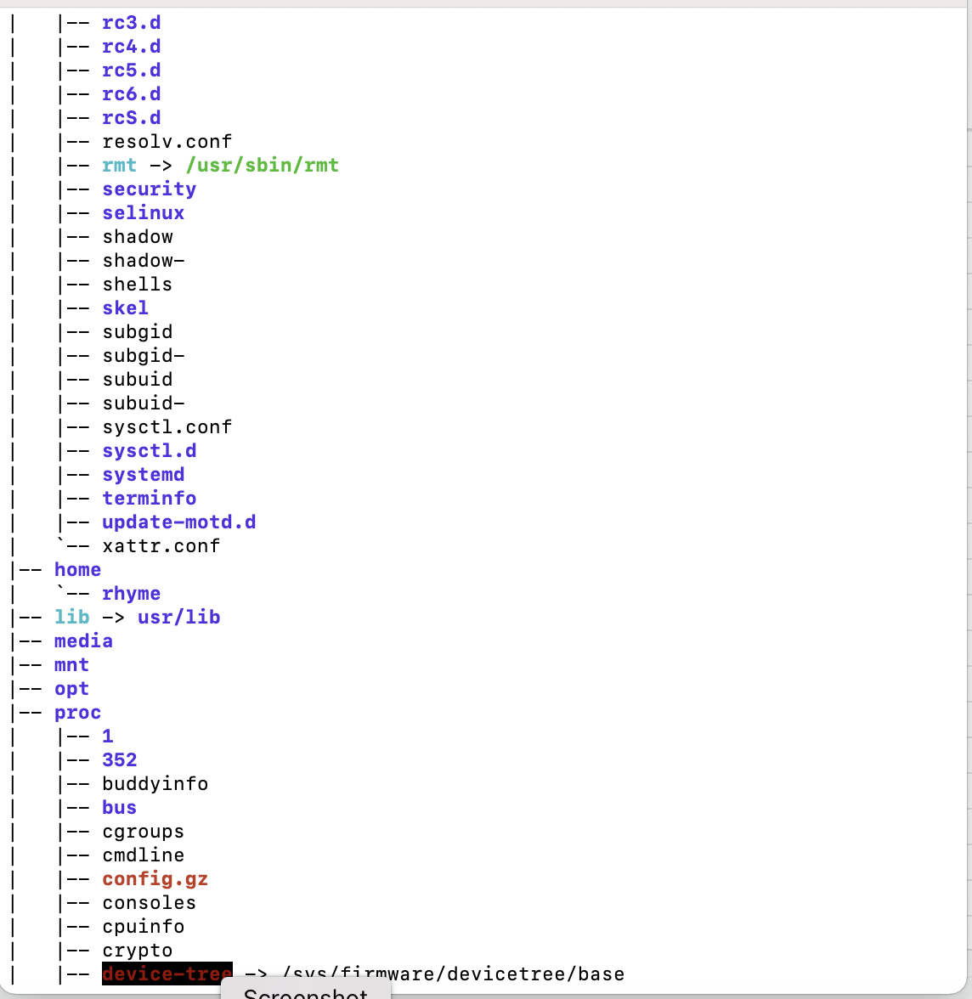 |   |-- rc3.d
|   |-- rc4.d
|   |-- rc5.d
|   |-- rc6.d
|   |-- rcS.d
|   |-- resolv.conf
|   |-- rmt -> /usr/sbin/rmt
|   |-- security
|   |-- selinux
|   |-- shadow
|   |-- shadow-
|   |-- shells
|   |-- skel
|   |-- subgid
|   |-- subgid-
|   |-- subuid
|   |-- subuid-
|   |-- sysctl.conf
|   |-- sysctl.d
|   |-- systemd
|   |-- terminfo
|   |-- update-motd.d
|   `-- xattr.conf
|-- home
|   `-- rhyme
|-- lib -> usr/lib
|-- media
|-- mnt
|-- opt
|-- proc
|   |-- 1
|   |-- 352
|   |-- buddyinfo
|   |-- bus
|   |-- cgroups
|   |-- cmdline
|   |-- config.gz
|   |-- consoles
|   |-- cpuinfo
|   |-- crypto
|   |-- device-tree -> /sys/firmware/devicetree/base
Screenshot